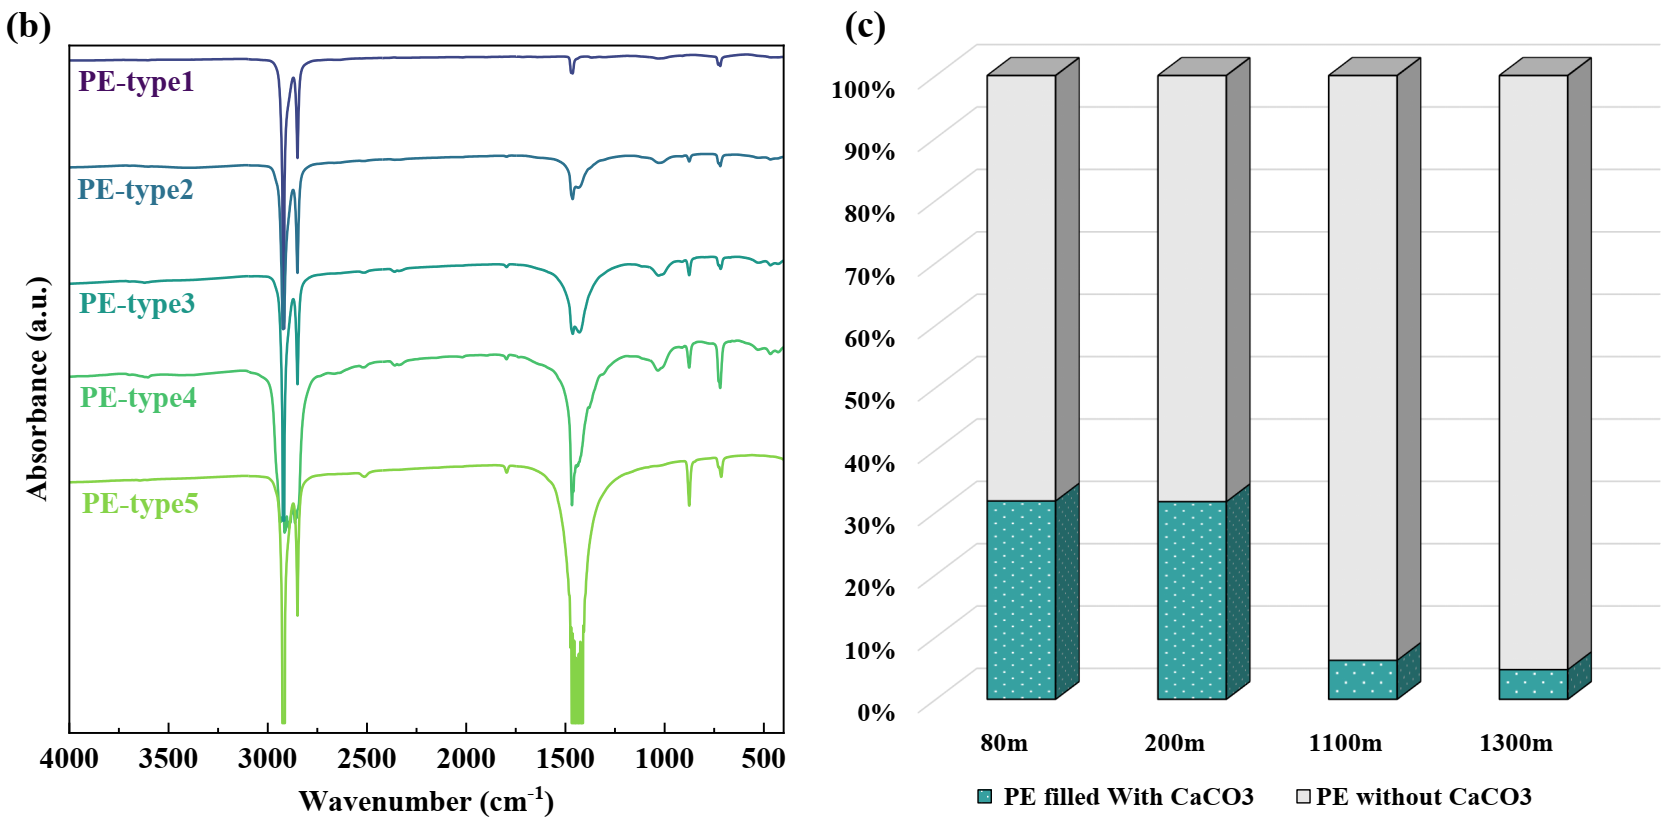 (b)
PE-type1
PE-type2
PE-type3
PE-type4
PE-type5
Absorbance (a.u.)
4000 3500 3000 2500 2000 1500 1000 500
Wavenumber (cm-1)
(c)
100%
90%
80%
70%
60%
50%
40%
30%
20%
10%
0%
80m 200m 1100m 1300m
PE filled With CaCO3 PE without CaCO3